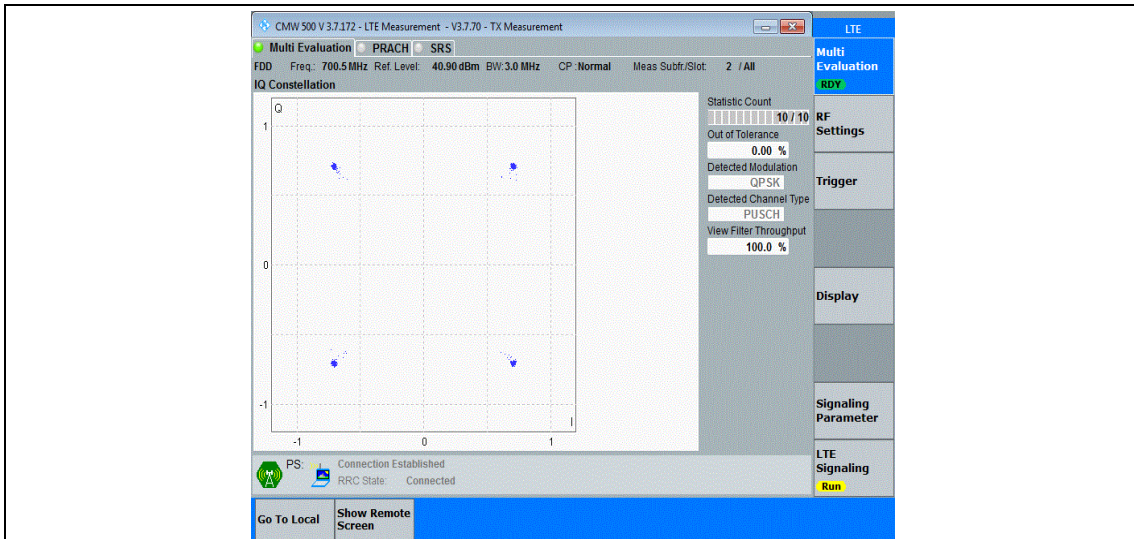 CMW 500 V 3.7.172 - LTE Measurement - V3.7.70 - TX Measurement
LTE
Multi Evaluation PRACH SRS
FDD Freq.: 700.5 MHz Ref. Level: 40.90 dBm BW: 3.0 MHz CP : Normal Meas Subfr./Slot: 2 / All
IQ Constellation
Q
1
0
-1
-1 0 1
I
Statistic Count
10 / 10
Out of Tolerance
0.00 %
Detected Modulation
QPSK
Detected Channel Type
PUSCH
View Filter Throughput
100.0 %
Multi
Evaluation
RDY
RF
Settings
Trigger
Display
Signaling
Parameter
LTE
Signaling
Run
PS: Connection Established
RRC State: Connected
Go To Local
Show Remote
Screen